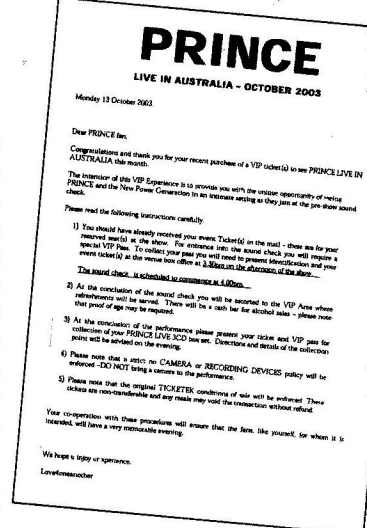 PRINCE
LIVE IN AUSTRALIA – OCTOBER 2003
Monday 13 October 2003
Dear PRINCE fan,
Congratulations and thank you for your recent purchase of a VIP ticket(s) to see PRINCE LIVE IN
AUSTRALIA this month.
The intention of this VIP Experience is to provide you with the unique opportunity of seeing
PRINCE and the New Power Generation in an intimate setting as they jam at the pre-show sound
check.
Please read the following instructions carefully.
1) You should have already received your event Ticket(s) in the mail - these are for your
reserved seat(s) at the show. For entrance into the sound check you will require a
special VIP Pass. To collect your pass you will need to present identification and your
event ticket(s) at the venue box office at 3.30pm on the afternoon of the show.
The sound check is scheduled to commence at 4.00pm.
2) At the conclusion of the sound check you will be escorted to the VIP Area where
refreshments will be served. There will be a cash bar for alcohol sales - please note
that proof of age may be required.
3) At the conclusion of the performance please present your ticket and VIP pass for
collection of your PRINCE LIVE 3CD box set. Directions and details of the collection
point will be advised on the evening.
4) Please note that a strict no CAMERA or RECORDING DEVICES policy will be
enforced -DO NOT bring a camera to the performance.
5) Please note that the original TICKETEK conditions of sale will be enforced. These
tickets are non-transferable and any resale may void the transaction without refund.
Your co-operation with these procedures will ensure that the fans, like yourself, for whom it is
intended, will have a very memorable evening.
We hope injoy xperience.
Love4oneanother